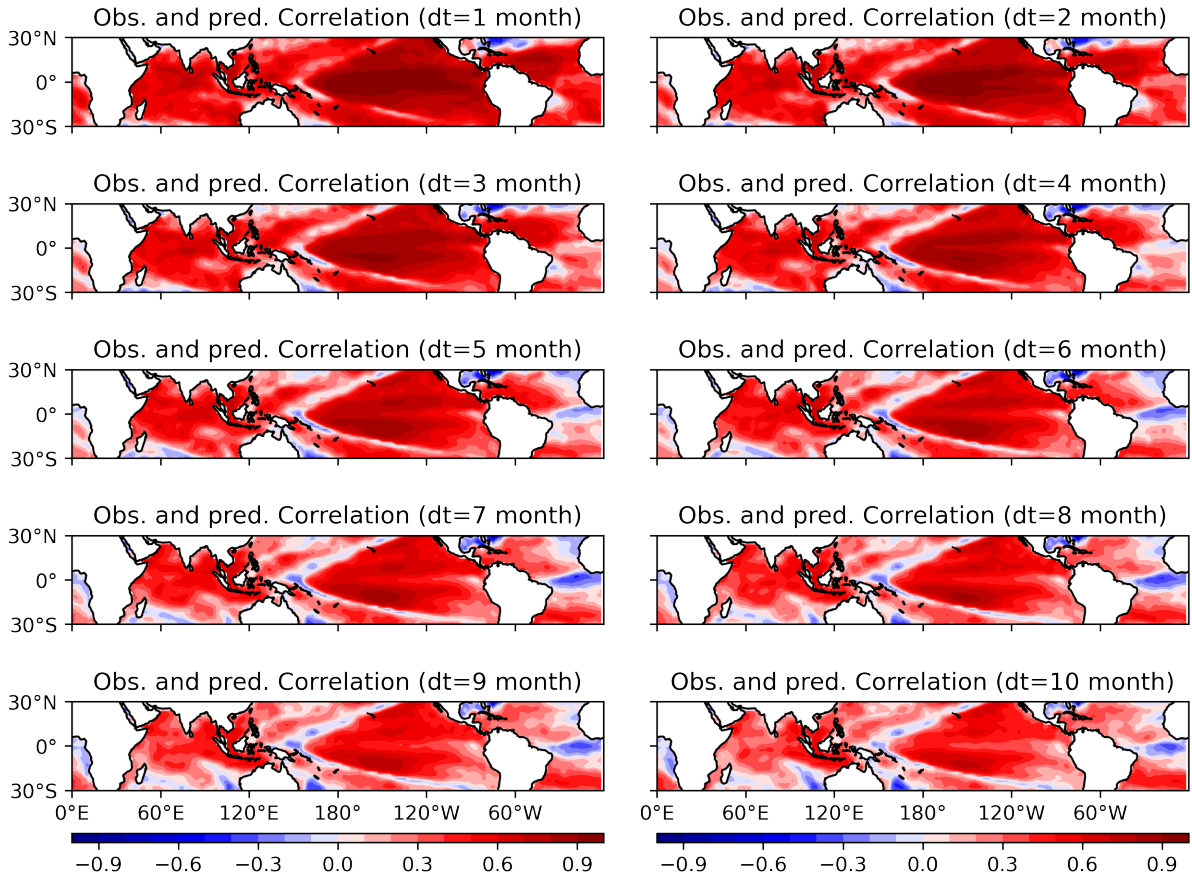 Obs. and pred. Correlation (dt=1 month)
Obs. and pred. Correlation (dt=2 month)
30°N
0°
30°S
Obs. and pred. Correlation (dt=3 month)
Obs. and pred. Correlation (dt=4 month)
30°N
0°
30°S
Obs. and pred. Correlation (dt=5 month)
Obs. and pred. Correlation (dt=6 month)
30°N
0°
30°S
Obs. and pred. Correlation (dt=7 month)
Obs. and pred. Correlation (dt=8 month)
30°N
0°
30°S
Obs. and pred. Correlation (dt=9 month)
Obs. and pred. Correlation (dt=10 month)
30°N
0°
30°S
0°E 60°E 120°E 180° 120°W 60°W
0°E 60°E 120°E 180° 120°W 60°W
−0.9 −0.6 −0.3 0.0 0.3 0.6 0.9
−0.9 −0.6 −0.3 0.0 0.3 0.6 0.9